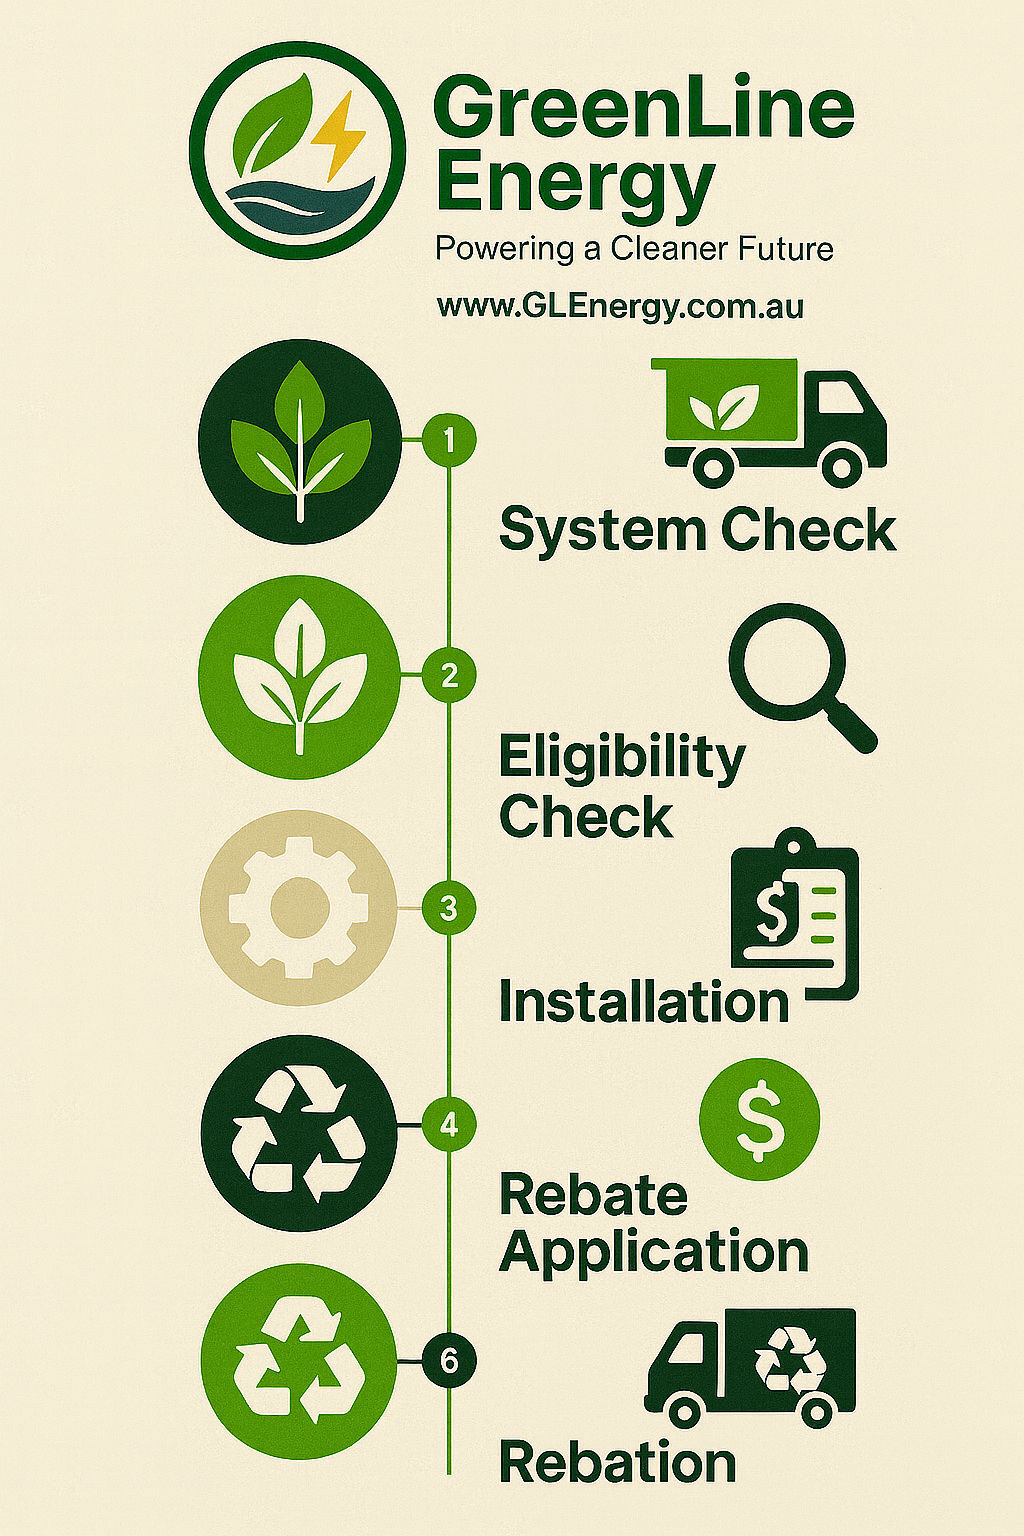 GreenLine
Energy
Powering a Cleaner Future
www.GLEnergy.com.au
1
System Check
2
Eligibility
Check
3
$
Installation
4
$
Rebate
Application
6
Rebation